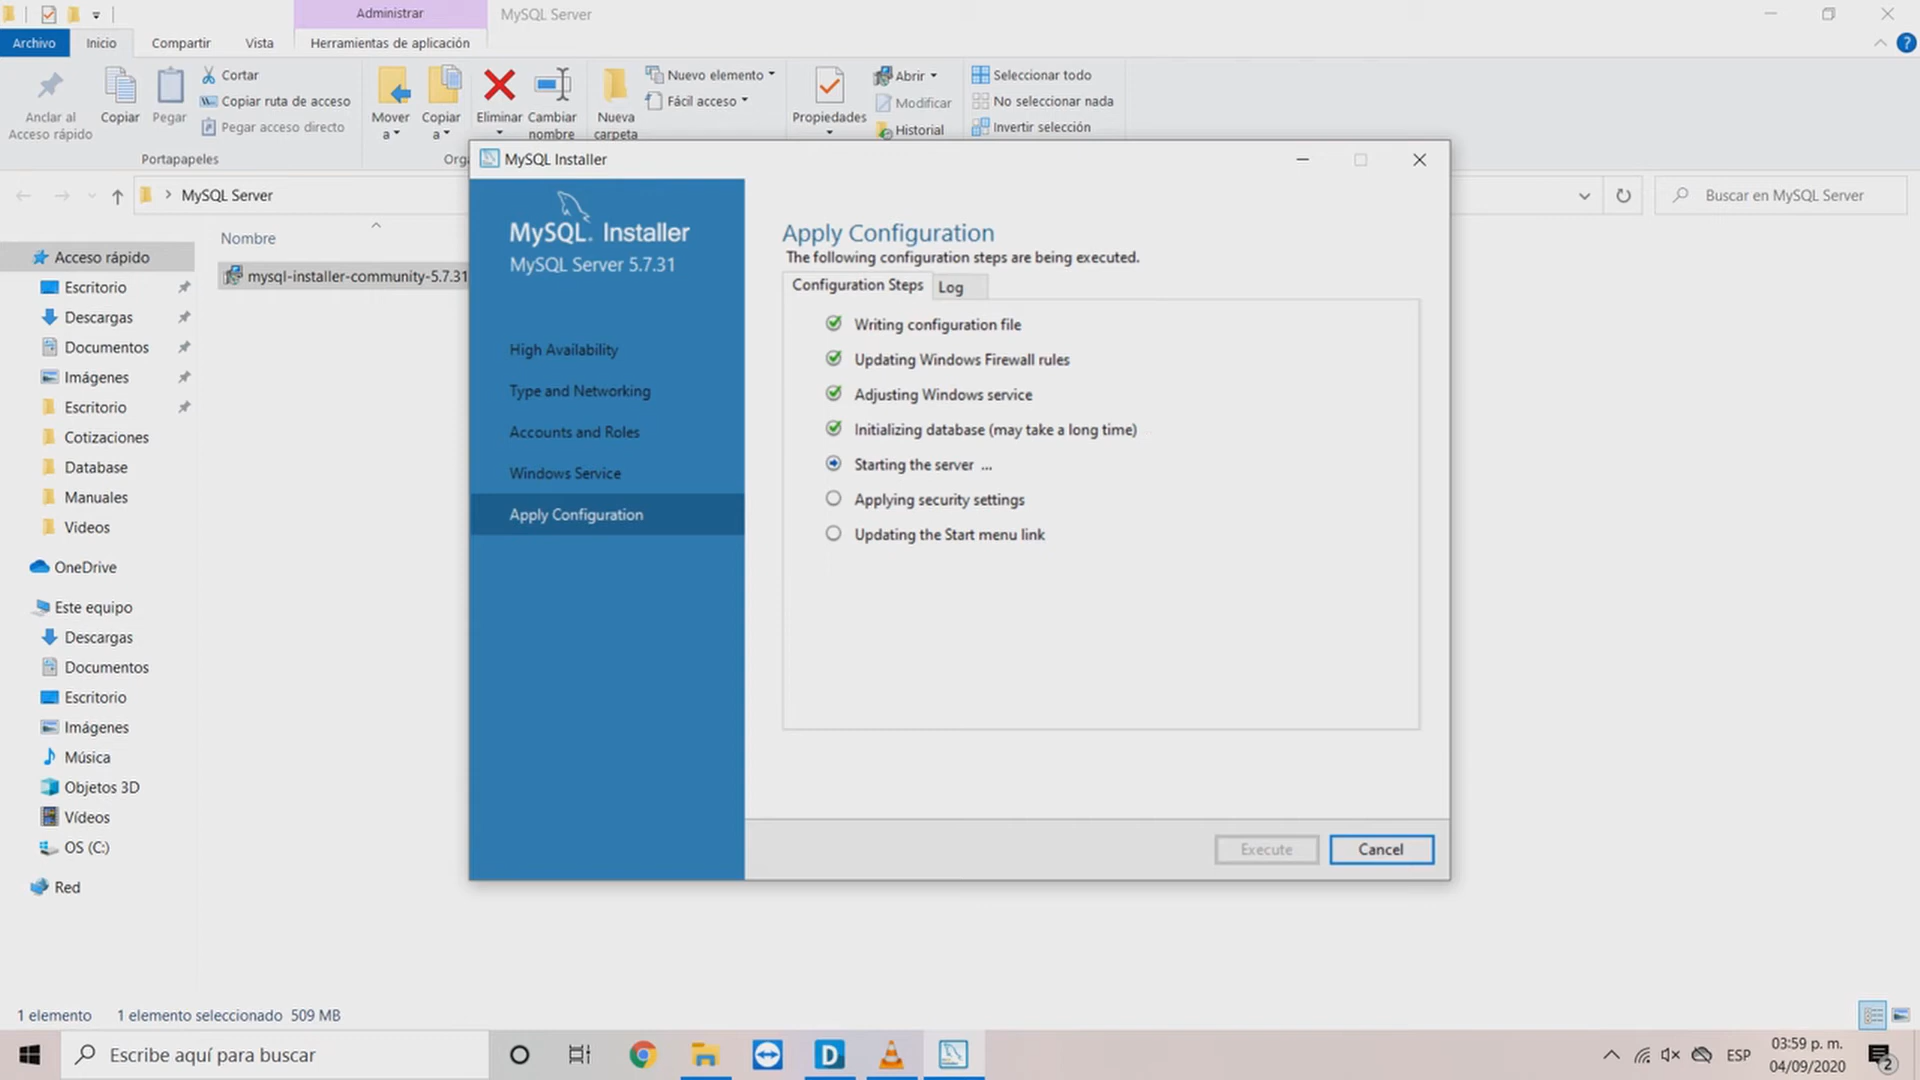 Administrar
MySQL Server
Archivo
Inicio
Compartir
Vista
Herramientas de aplicación
Anclar al
Acceso rápido
Copiar
Pegar
Cortar
Copiar ruta de acceso
Pegar acceso directo
Portapapeles
Mover
a
Copiar
a
Eliminar
Cambiar
nombre
Org
Nueva
carpeta
Nuevo elemento
Fácil acceso
Propiedades
Abrir
Modificar
Historial
Seleccionar todo
No seleccionar nada
Invertir selección
MySQL Server
Buscar en MySQL Server
Nombre
mysql-installer-community-5.7.31
Acceso rápido
Escritorio
Descargas
Documentos
Imágenes
Escritorio
Cotizaciones
Database
Manuales
Videos
OneDrive
Este equipo
Descargas
Documentos
Escritorio
Imágenes
Música
Objetos 3D
Vídeos
OS (C:)
Red
MySQL Installer
MySQL. Installer
MySQL Server 5.7.31
High Availability
Type and Networking
Accounts and Roles
Windows Service
Apply Configuration
Apply Configuration
The following configuration steps are being executed.
Configuration Steps
Log
Writing configuration file
Updating Windows Firewall rules
Adjusting Windows service
Initializing database (may take a long time)
Starting the server ...
Applying security settings
Updating the Start menu link
Execute
Cancel
1 elemento
1 elemento seleccionado 509 MB
Escribe aquí para buscar
D
ESP
03:59 p. m.
04/09/2020
2